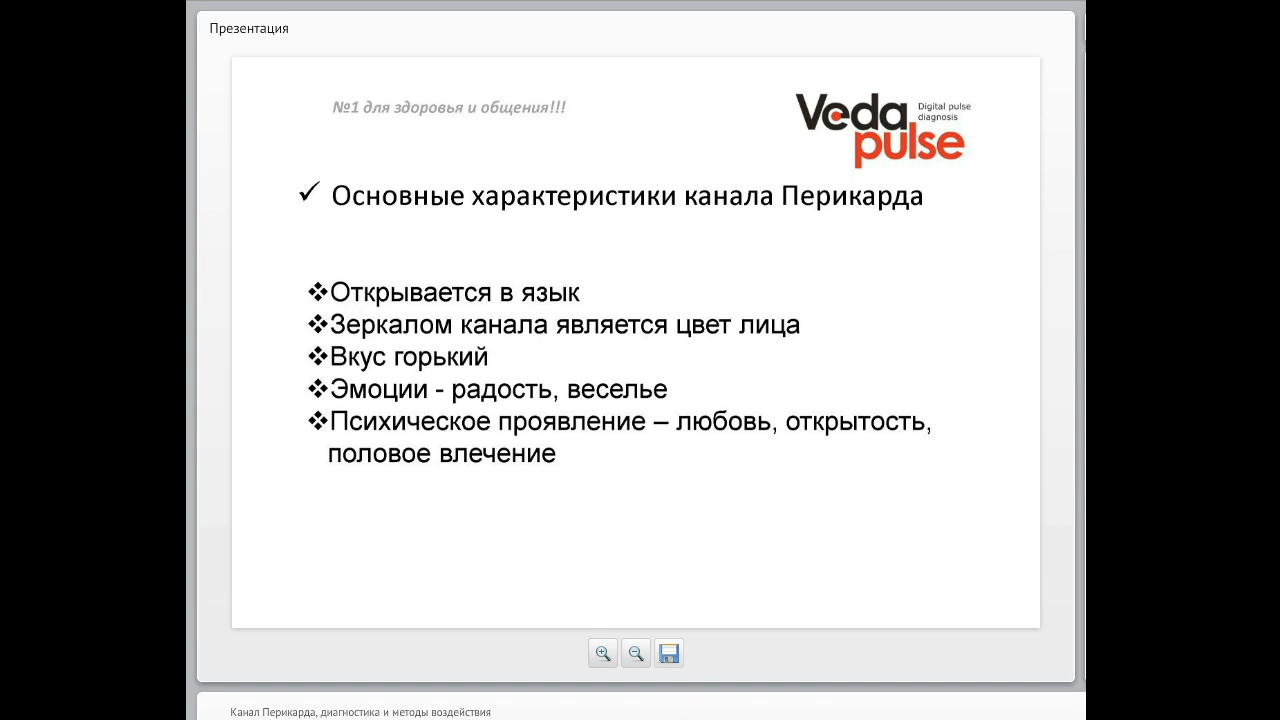 Презентация
№1 для здоровья и общения!!!
Veda
pulse
Digital pulse
diagnosis
✓ Основные характеристики канала Перикарда
❖Открывается в язык
❖Зеркалом канала является цвет лица
❖Вкус горький
❖Эмоции - радость, веселье
❖Психическое проявление – любовь, открытость,
половое влечение
Канал Перикарда, диагностика и методы воздействия